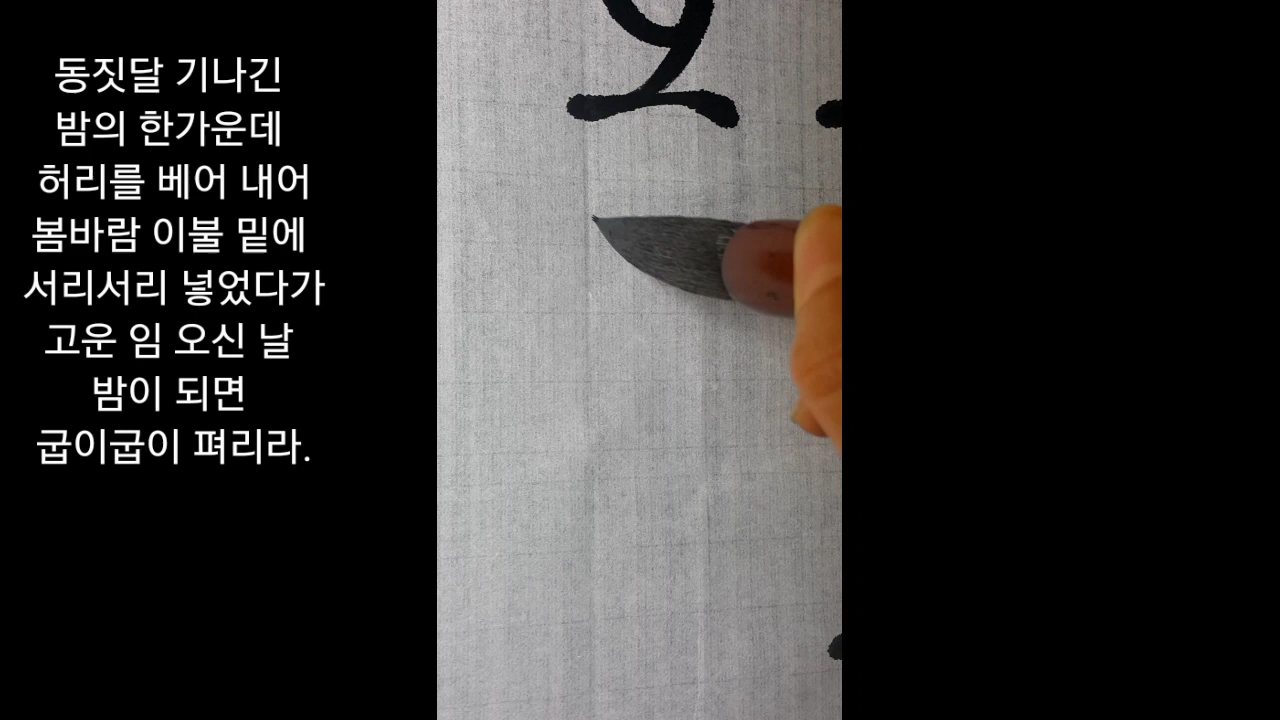 동짓달 기나긴
밤의 한가운데
허리를 베어 내어
봄바람 이불 밑에
서리서리 넣었다가
고운 임 오신 날
밤이 되면
굽이굽이 펴리라.
오